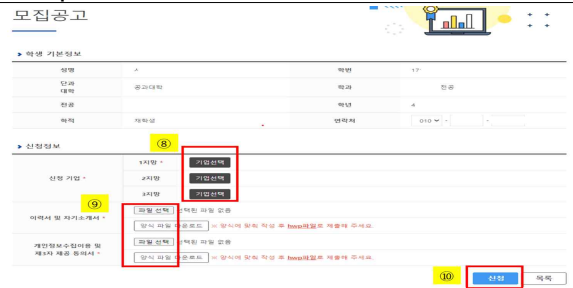 모집공고
> 학생 기본정보
성명 학번 17
단과
대학 공과대학 학과 전공
전공 학년 4
학적 재학생 연락처 010 - -
> 신청정보
⑧
1지망 * 기업선택
신청 기업 * 2지망 기업선택
3지망 기업선택
⑨
이력서 및 자기소개서 * 파일 선택 선택된 파일 없음
양식 파일 다운로드 ※ 양식에 맞춰 작성 후 hwp파일로 제출해 주세요.
개인정보수집이용 및
제3자 제공 동의서 * 파일 선택 선택된 파일 없음
양식 파일 다운로드 ※ 양식에 맞춰 작성 후 hwp파일로 제출해 주세요.
⑩ 신청 목록